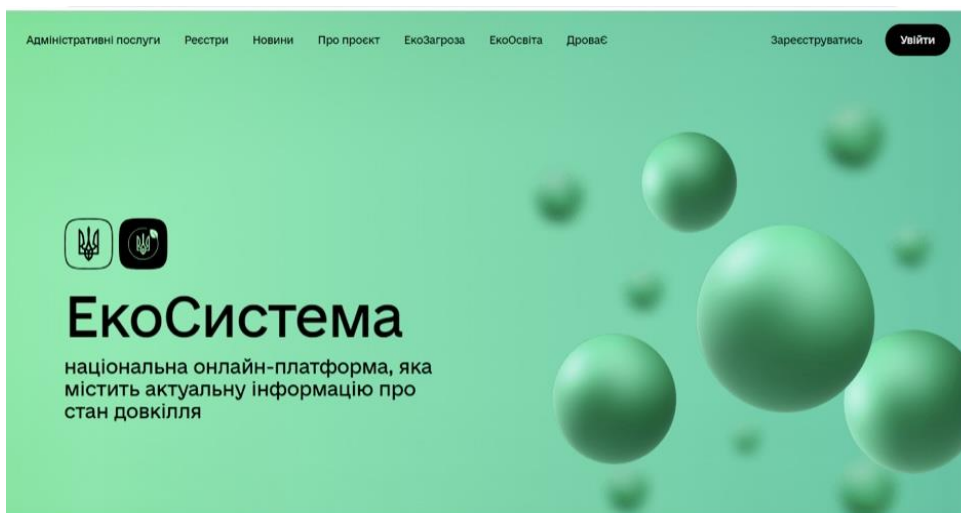 Адміністративні послуги Реєстри Новини Про проєкт ЕкоЗагроза ЕкоОсвіта ДроваЄ Зареєструватись Увійти
ЕкоСистема
національна онлайн-платформа, яка
містить актуальну інформацію про
стан довкілля